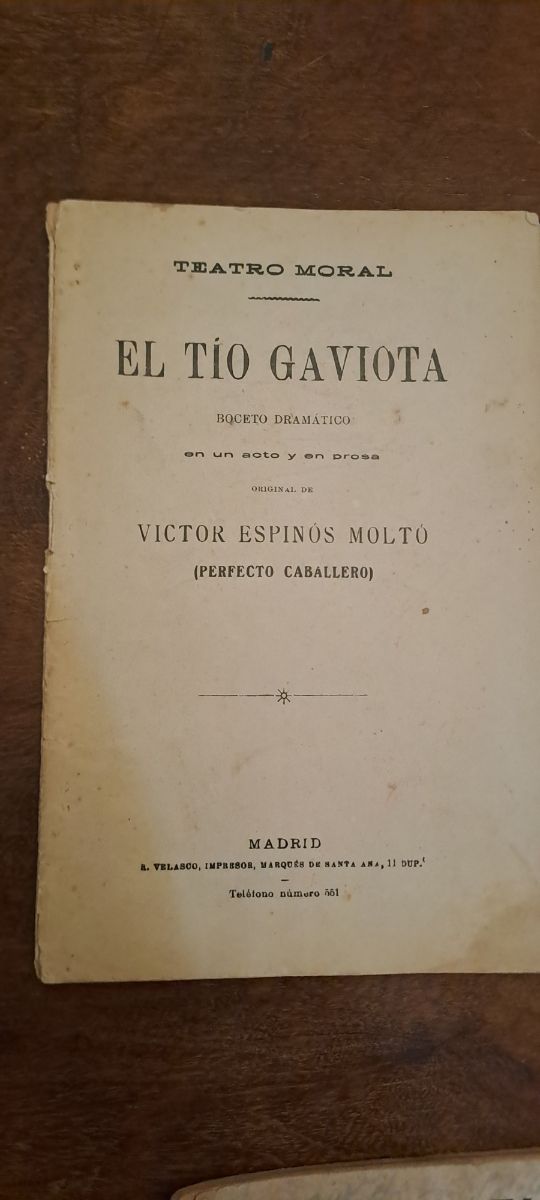 TEATRO MORAL
EL TÍO GAVIOTA
BOCETO DRAMÁTICO
en un acto y en prosa
ORIGINAL DE
VICTOR ESPINÓS MOLTÓ
(PERFECTO CABALLERO)
MADRID
R. VELASCO, IMPRESOR, MARQUÉS DE SANTA ANA, 11 DUP.º
Teléfono número 551